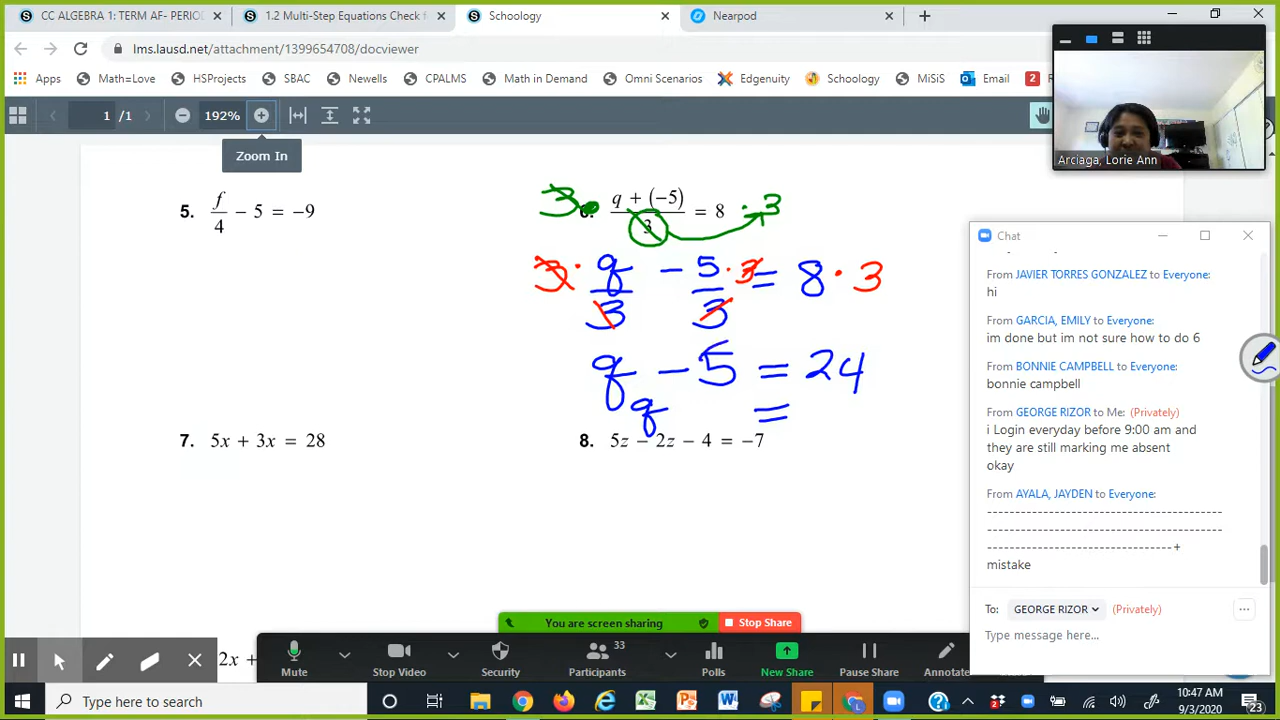 CC ALGEBRA 1: TERM AF- PERIOD
1.2 Multi-Step Equations Check f
Schoology
Nearpod
lms.lausd.net/attachment/1399654708/docviewer
Apps Math=Love HSProjects SBAC Newells CPALMS Math in Demand Omni Scenarios Edgenuity Schoology MiSiS Email 2
1 /1 192%
Zoom In
Arciaga, Lorie Ann
5. f/4 − 5 = −9
3 • 6. q + (−5)/3 = 8 · 3
3 · q/3 − 5/3 · 3 = 8 · 3
q − 5 = 24
q =
7. 5x + 3x = 28
8. 5z − 2z − 4 = −7
2x +
Chat
From JAVIER TORRES GONZALEZ to Everyone:
hi
From GARCIA, EMILY to Everyone:
im done but im not sure how to do 6
From BONNIE CAMPBELL to Everyone:
bonnie campbell
From GEORGE RIZOR to Me: (Privately)
i Login everyday before 9:00 am and
they are still marking me absent
okay
From AYALA, JAYDEN to Everyone:
-----------------------------------------
-----------------------------------------
--------------------------------+
mistake
To: GEORGE RIZOR (Privately)
Type message here...
You are screen sharing Stop Share
33
Mute Stop Video Security Participants Polls New Share Pause Share Annotate
Type here to search
10:47 AM
9/3/2020
23